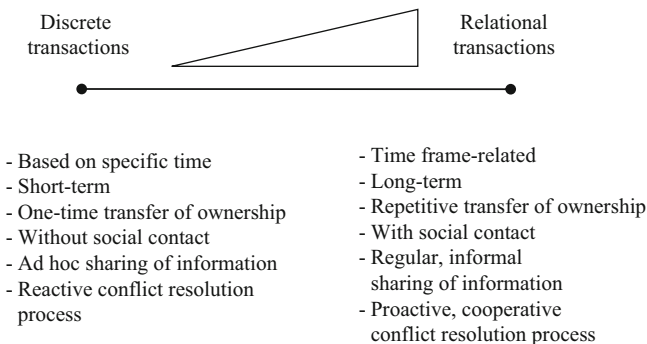 Discrete
transactions
Relational
transactions
- Based on specific time
- Short-term
- One-time transfer of ownership
- Without social contact
- Ad hoc sharing of information
- Reactive conflict resolution
process
- Time frame-related
- Long-term
- Repetitive transfer of ownership
- With social contact
- Regular, informal
sharing of information
- Proactive, cooperative
conflict resolution process